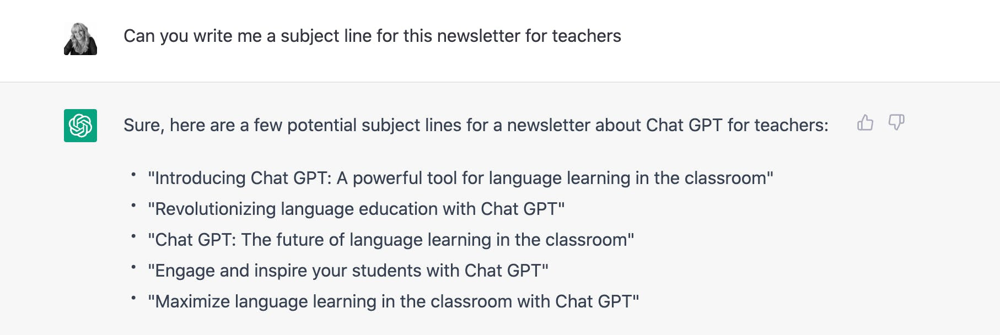 Can you write me a subject line for this newsletter for teachers
Sure, here are a few potential subject lines for a newsletter about Chat GPT for teachers:
• "Introducing Chat GPT: A powerful tool for language learning in the classroom"
• "Revolutionizing language education with Chat GPT"
• "Chat GPT: The future of language learning in the classroom"
• "Engage and inspire your students with Chat GPT"
• "Maximize language learning in the classroom with Chat GPT"